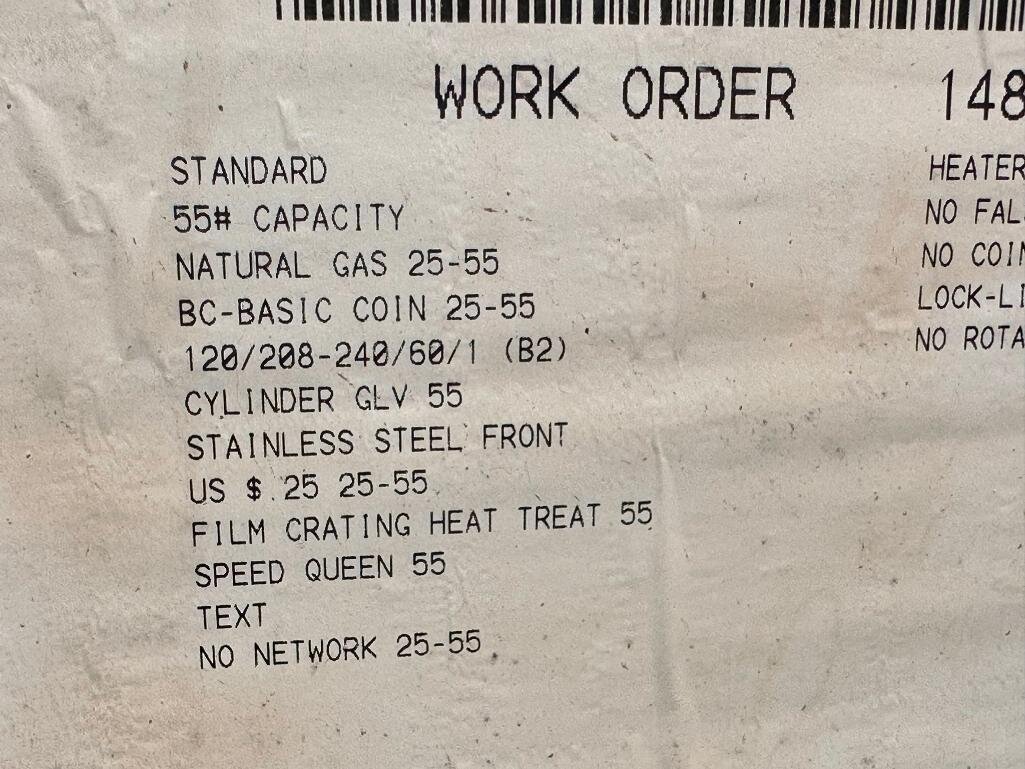 WORK ORDER 148
STANDARD
55# CAPACITY
NATURAL GAS 25-55
BC-BASIC COIN 25-55
120/208-240/60/1 (B2)
CYLINDER GLV 55
STAINLESS STEEL FRONT
US $ .25 25-55
FILM CRATING HEAT TREAT 55
SPEED QUEEN 55
TEXT
NO NETWORK 25-55
HEATER
NO FAL
NO COIN
LOCK-LI
NO ROTA